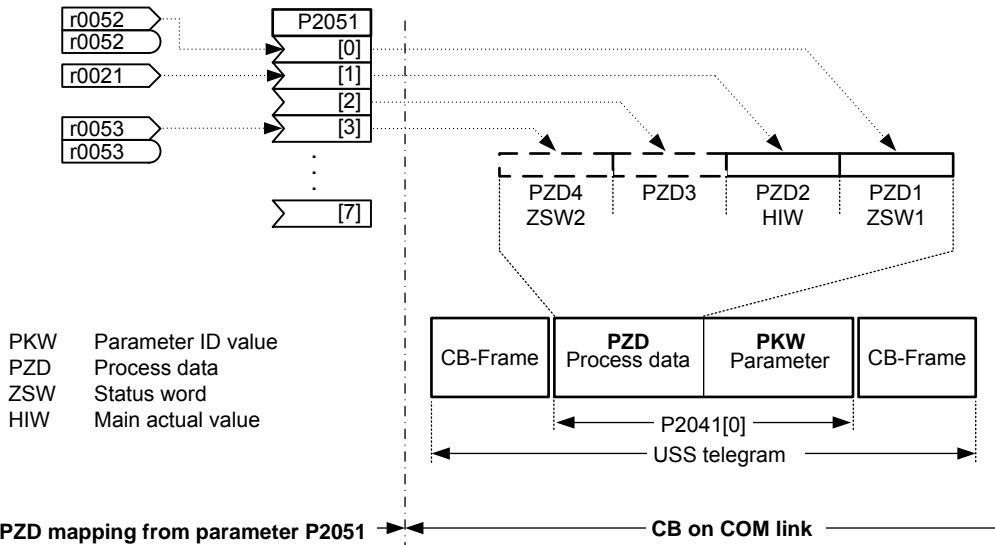 r0052
r0052
r0021
r0053
r0053
P2051
[0]
[1]
[2]
[3]
[7]
PZD4 PZD3 PZD2 PZD1
ZSW2 HIW ZSW1
PKW Parameter ID value
PZD Process data
ZSW Status word
HIW Main actual value
CB-Frame
PZD
Process data
PKW
Parameter
CB-Frame
P2041[0]
USS telegram
PZD mapping from parameter P2051
CB on COM link